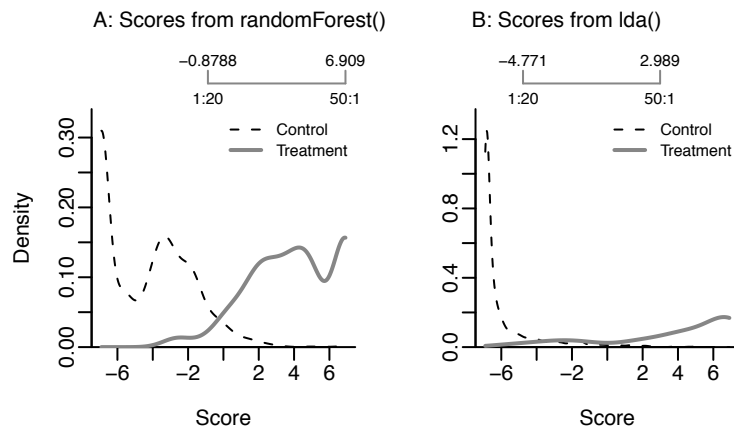 A: Scores from randomForest()
−0.8788 6.909
1:20 50:1
Control
Treatment
Density
0.00 0.10 0.20 0.30
−6 −2 2 4 6
Score
B: Scores from lda()
−4.771 2.989
1:20 50:1
Control
Treatment
0.0 0.4 0.8 1.2
−6 −2 2 4 6
Score